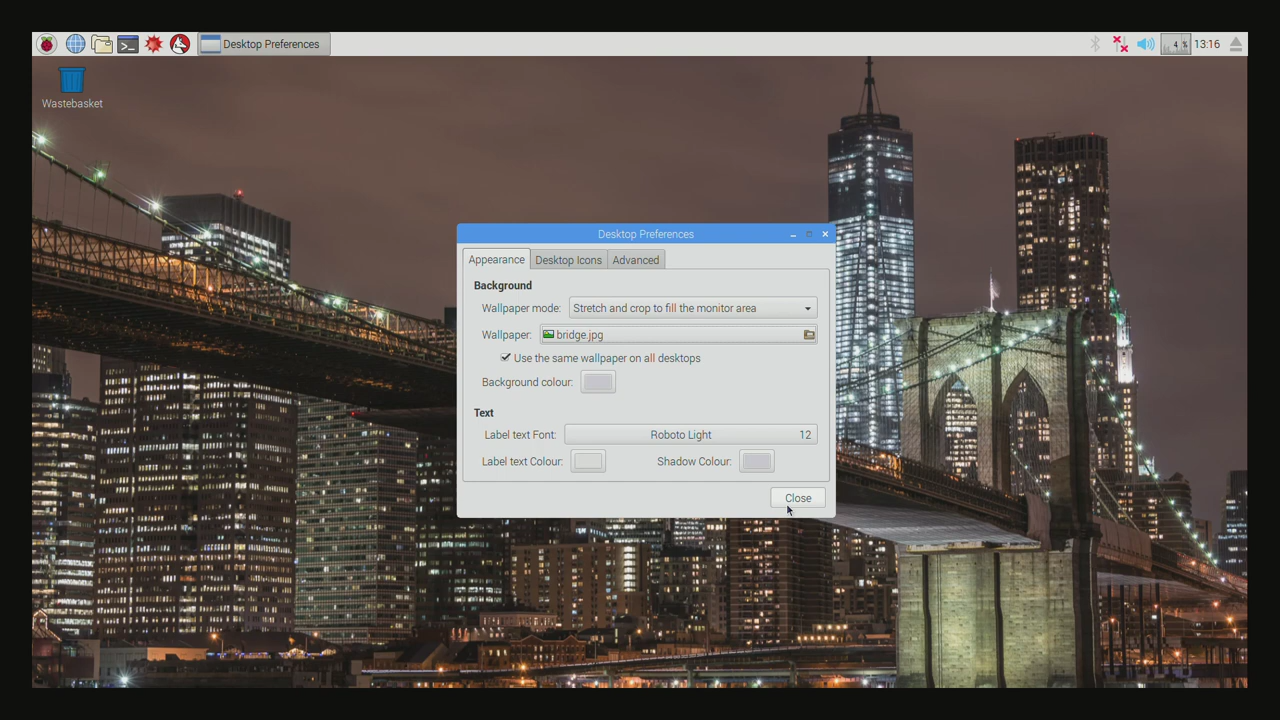 Desktop Preferences
4 %
13:16
Wastebasket
Desktop Preferences
Appearance
Desktop Icons
Advanced
Background
Wallpaper mode: Stretch and crop to fill the monitor area
Wallpaper: bridge.jpg
Use the same wallpaper on all desktops
Background colour:
Text
Label text Font: Roboto Light 12
Label text Colour: Shadow Colour:
Close